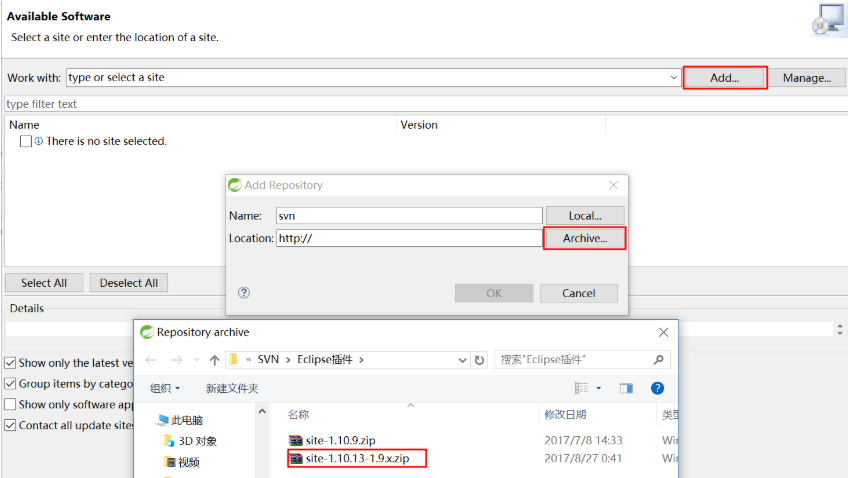 Available Software
Select a site or enter the location of a site.
Work with: type or select a site Add... Manage...
type filter text
Name Version
There is no site selected.
Add Repository
Name: svn Local...
Location: http:// Archive...
OK Cancel
Select All Deselect All
Details
Repository archive
« SVN > Eclipse插件 > 搜索"Eclipse插件"
Show only the latest ve
组织 新建文件夹
Group items by catego
Show only software app
名称 修改日期 类型
Contact all update sites
此电脑
3D 对象 site-1.10.9.zip 2017/7/8 14:33 Win
视频 site-1.10.13-1.9.x.zip 2017/8/27 0:41 Win